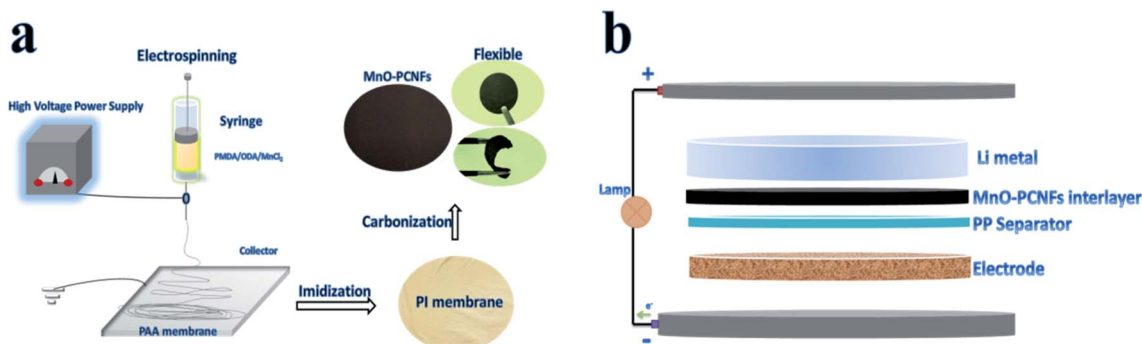 a
Electrospinning
High Voltage Power Supply
Syringe
PMDA/ODA/MnCl₂
Collector
PAA membrane
Imidization
PI membrane
Carbonization
MnO-PCNFs
Flexible
b
+
Li metal
Lamp
MnO-PCNFs interlayer
PP Separator
Electrode
e⁻
-